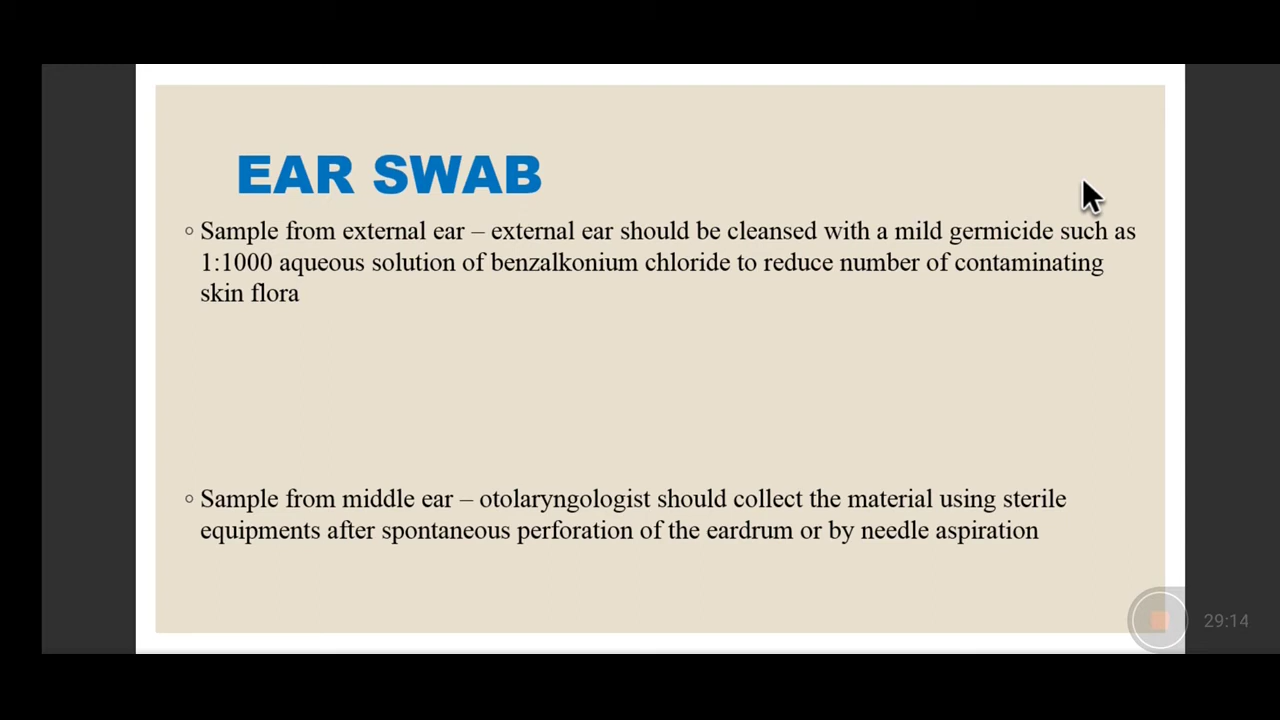 EAR SWAB
◦ Sample from external ear – external ear should be cleansed with a mild germicide such as
1:1000 aqueous solution of benzalkonium chloride to reduce number of contaminating
skin flora
◦ Sample from middle ear – otolaryngologist should collect the material using sterile
equipments after spontaneous perforation of the eardrum or by needle aspiration
29:14